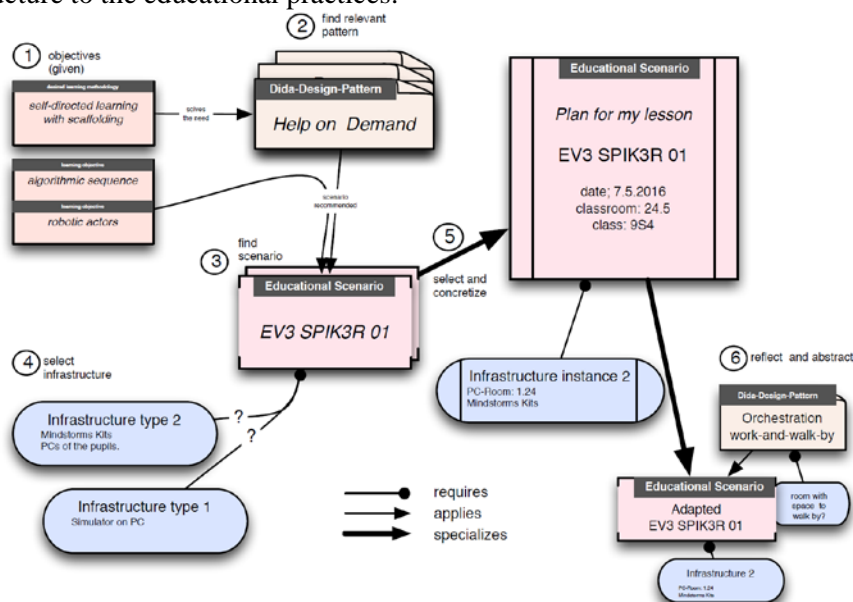 cture to the educational practices.
1
objectives
(given)
desired learning methodology
self-directed learning
with scaffolding
learning objective
algorithmic sequence
learning objective
robotic actors
solves
the need
2
find relevant
pattern
Dida-Design-Pattern
Help on Demand
scenario
recommended
3
find
scenario
Educational Scenario
EV3 SPIK3R 01
4
select
infrastructure
Infrastructure type 2
Mindstorms Kits
PCs of the pupils.
?
?
Infrastructure type 1
Simulator on PC
5
select and
concretize
Educational Scenario
Plan for my lesson
EV3 SPIK3R 01
date; 7.5.2016
classroom: 24.5
class: 9S4
Infrastructure instance 2
PC-Room: 1.24
Mindstorms Kits
6
reflect and abstract
Dida-Design-Pattern
Orchestration
work-and-walk-by
room with
space to
walk by?
Educational Scenario
Adapted
EV3 SPIK3R 01
Infrastructure 2
PC-Room: 1.24
Mindstorms Kits
requires
applies
specializes